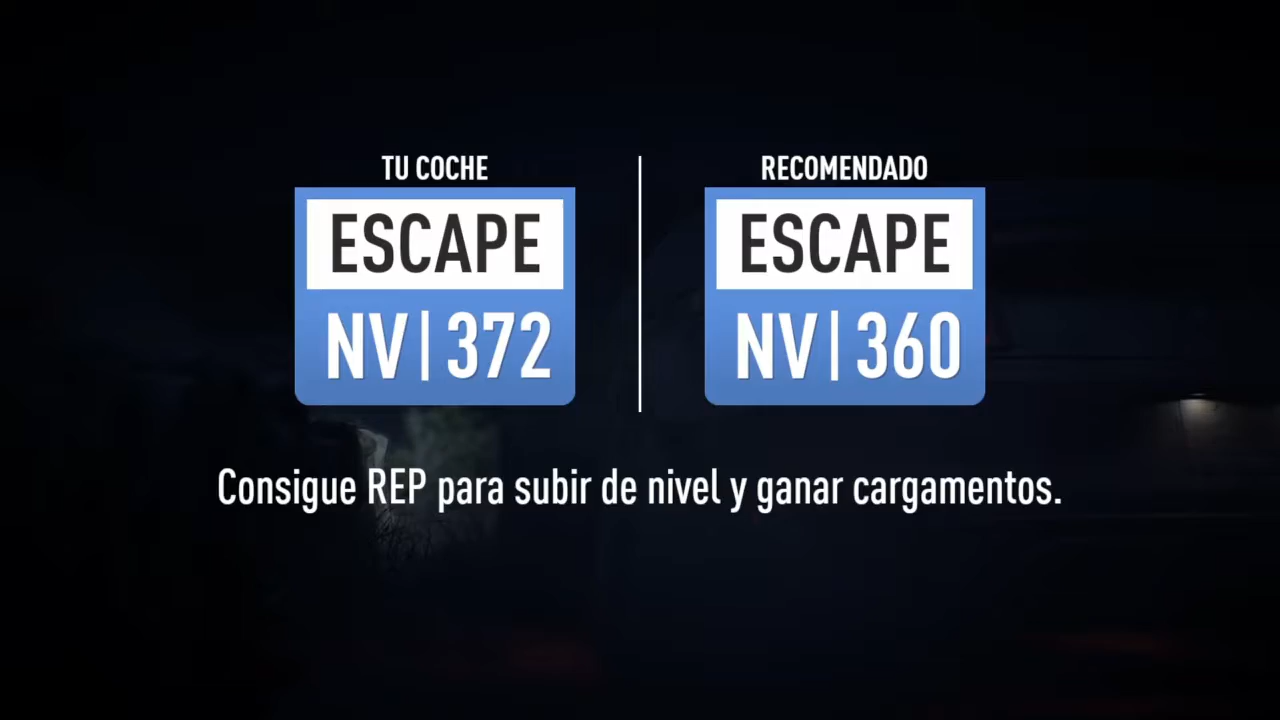 TU COCHE
ESCAPE
NV|372
RECOMENDADO
ESCAPE
NV|360
Consigue REP para subir de nivel y ganar cargamentos.